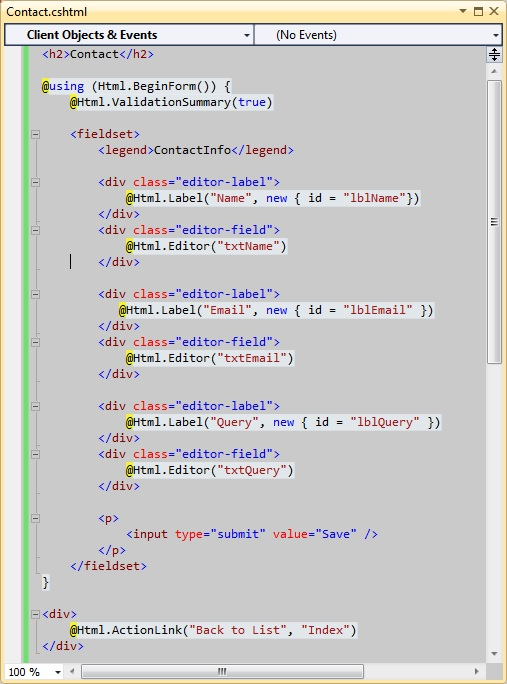 Contact.cshtml
Client Objects & Events (No Events)
<h2>Contact</h2>
@using (Html.BeginForm()) {
@Html.ValidationSummary(true)
<fieldset>
<legend>ContactInfo</legend>
<div class="editor-label">
@Html.Label("Name", new { id = "lblName"})
</div>
<div class="editor-field">
@Html.Editor("txtName")
</div>
<div class="editor-label">
@Html.Label("Email", new { id = "lblEmail" })
</div>
<div class="editor-field">
@Html.Editor("txtEmail")
</div>
<div class="editor-label">
@Html.Label("Query", new { id = "lblQuery" })
</div>
<div class="editor-field">
@Html.Editor("txtQuery")
</div>
<p>
<input type="submit" value="Save" />
</p>
</fieldset>
}
<div>
@Html.ActionLink("Back to List", "Index")
</div>
100 %